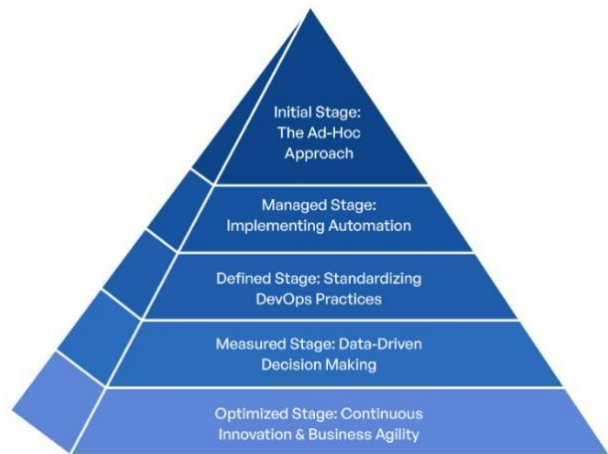 Initial Stage:
The Ad-Hoc
Approach
Managed Stage:
Implementing Automation
Defined Stage: Standardizing
DevOps Practices
Measured Stage: Data-Driven
Decision Making
Optimized Stage: Continuous
Innovation & Business Agility